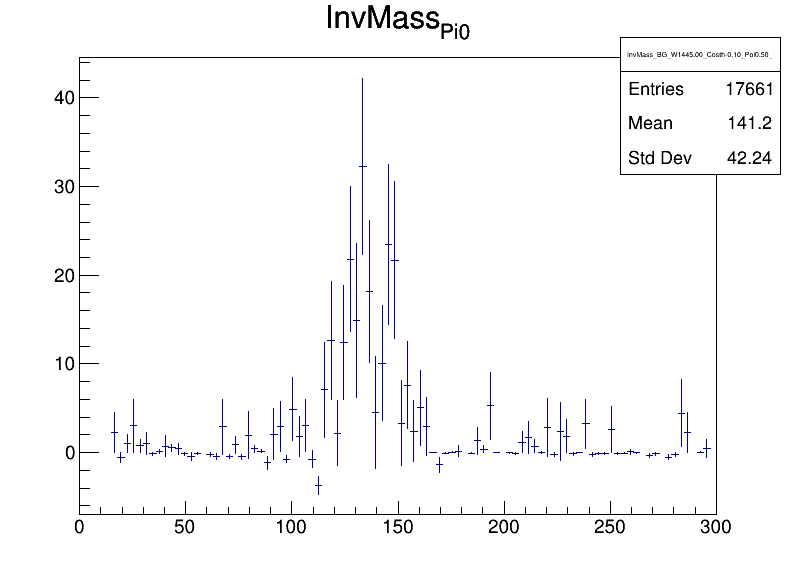 InvMass_Pi0
InvMass_BG_W1445.00_Costh-0.10_Pol0.50_
Entries 17661
Mean 141.2
Std Dev 42.24
40
30
20
10
0
0 50 100 150 200 250 300